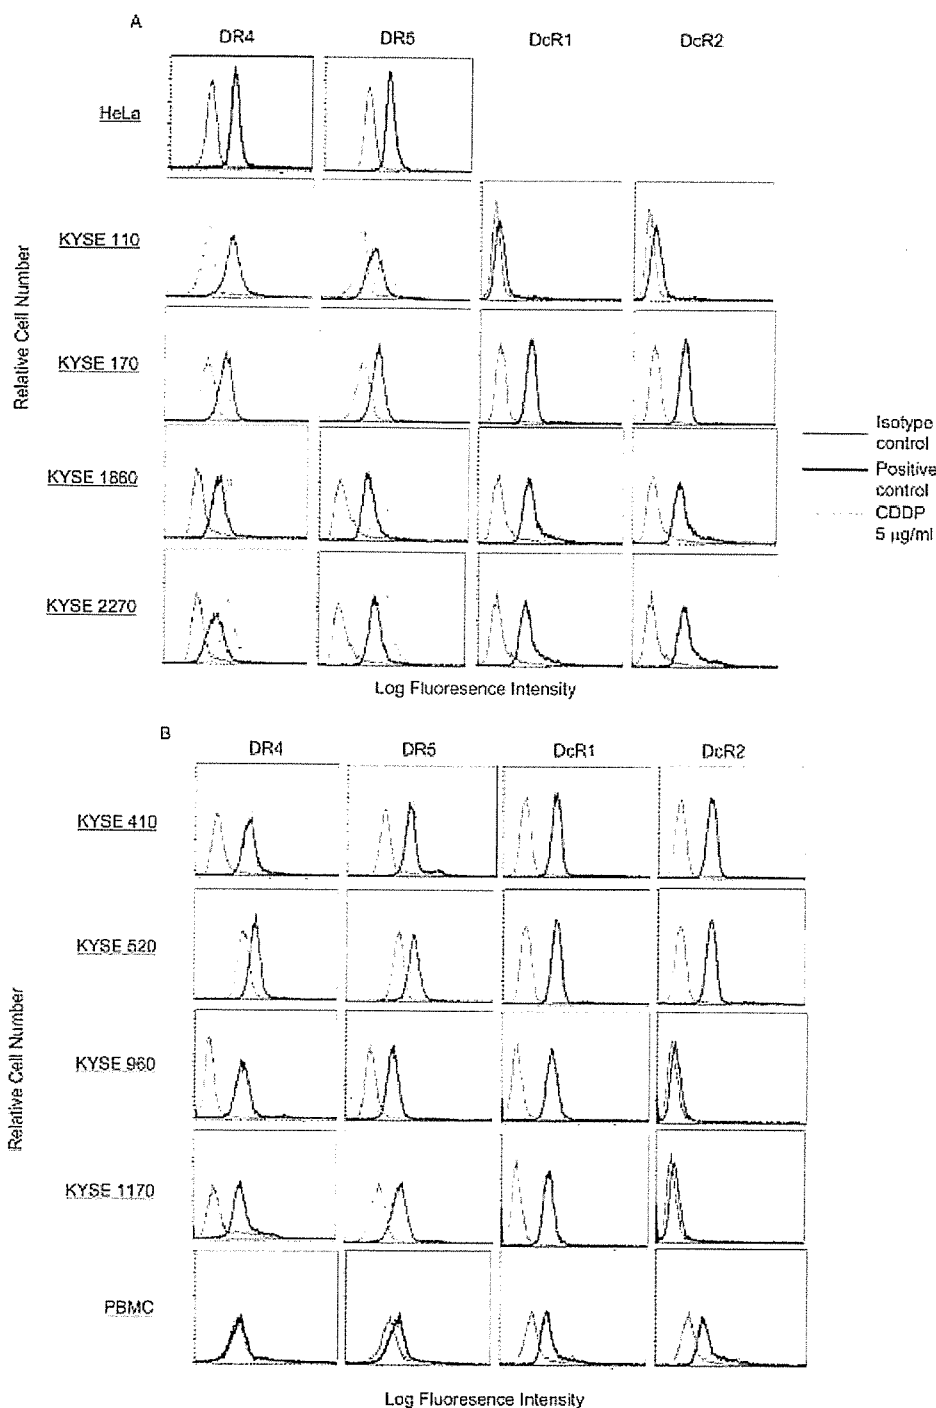 A
DR4 DR5 DcR1 DcR2
HeLa
KYSE 110
KYSE 170
KYSE 1860
KYSE 2270
Relative Cell Number
Log Fluoresence Intensity
Isotype
control
Positive
control
CDDP
5 µg/ml
B
DR4 DR5 DcR1 DcR2
KYSE 410
KYSE 520
KYSE 960
KYSE 1170
PBMC
Relative Cell Number
Log Fluoresence Intensity